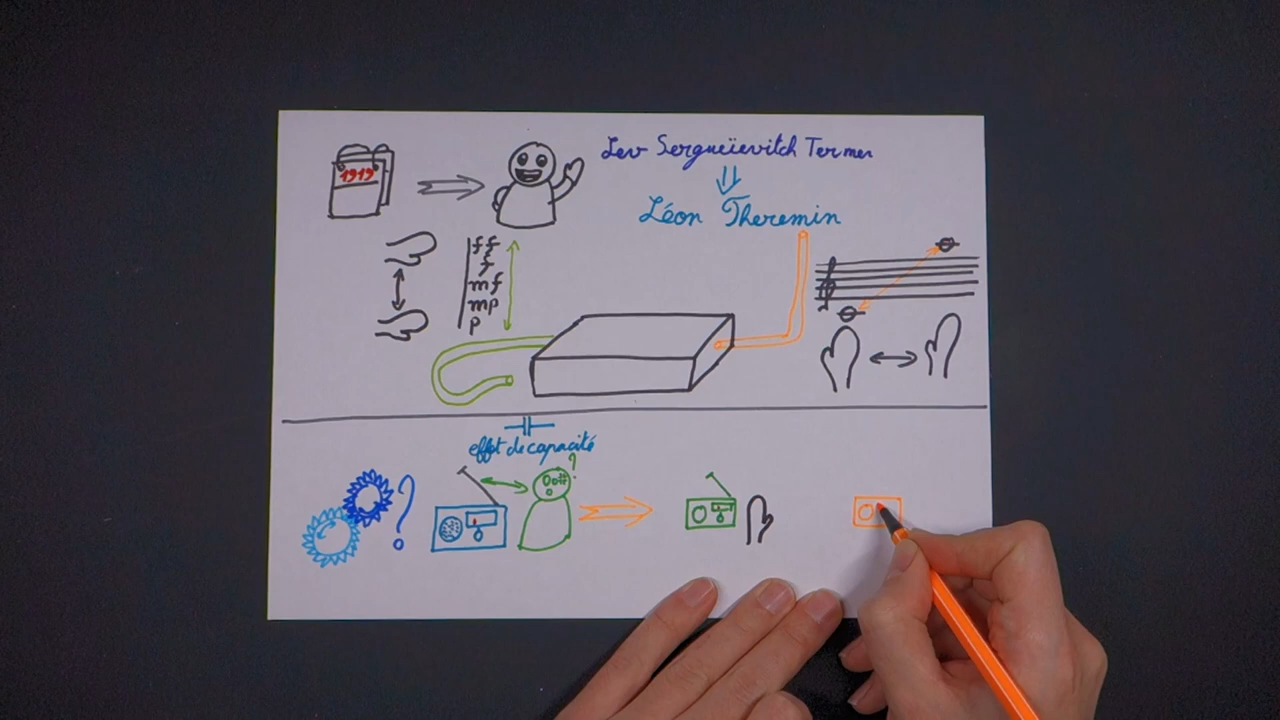 1919
Lev Sergueïevitch Termen
Léon Theremin
ff
f
mf
mp
p
effet de capacité
?
?